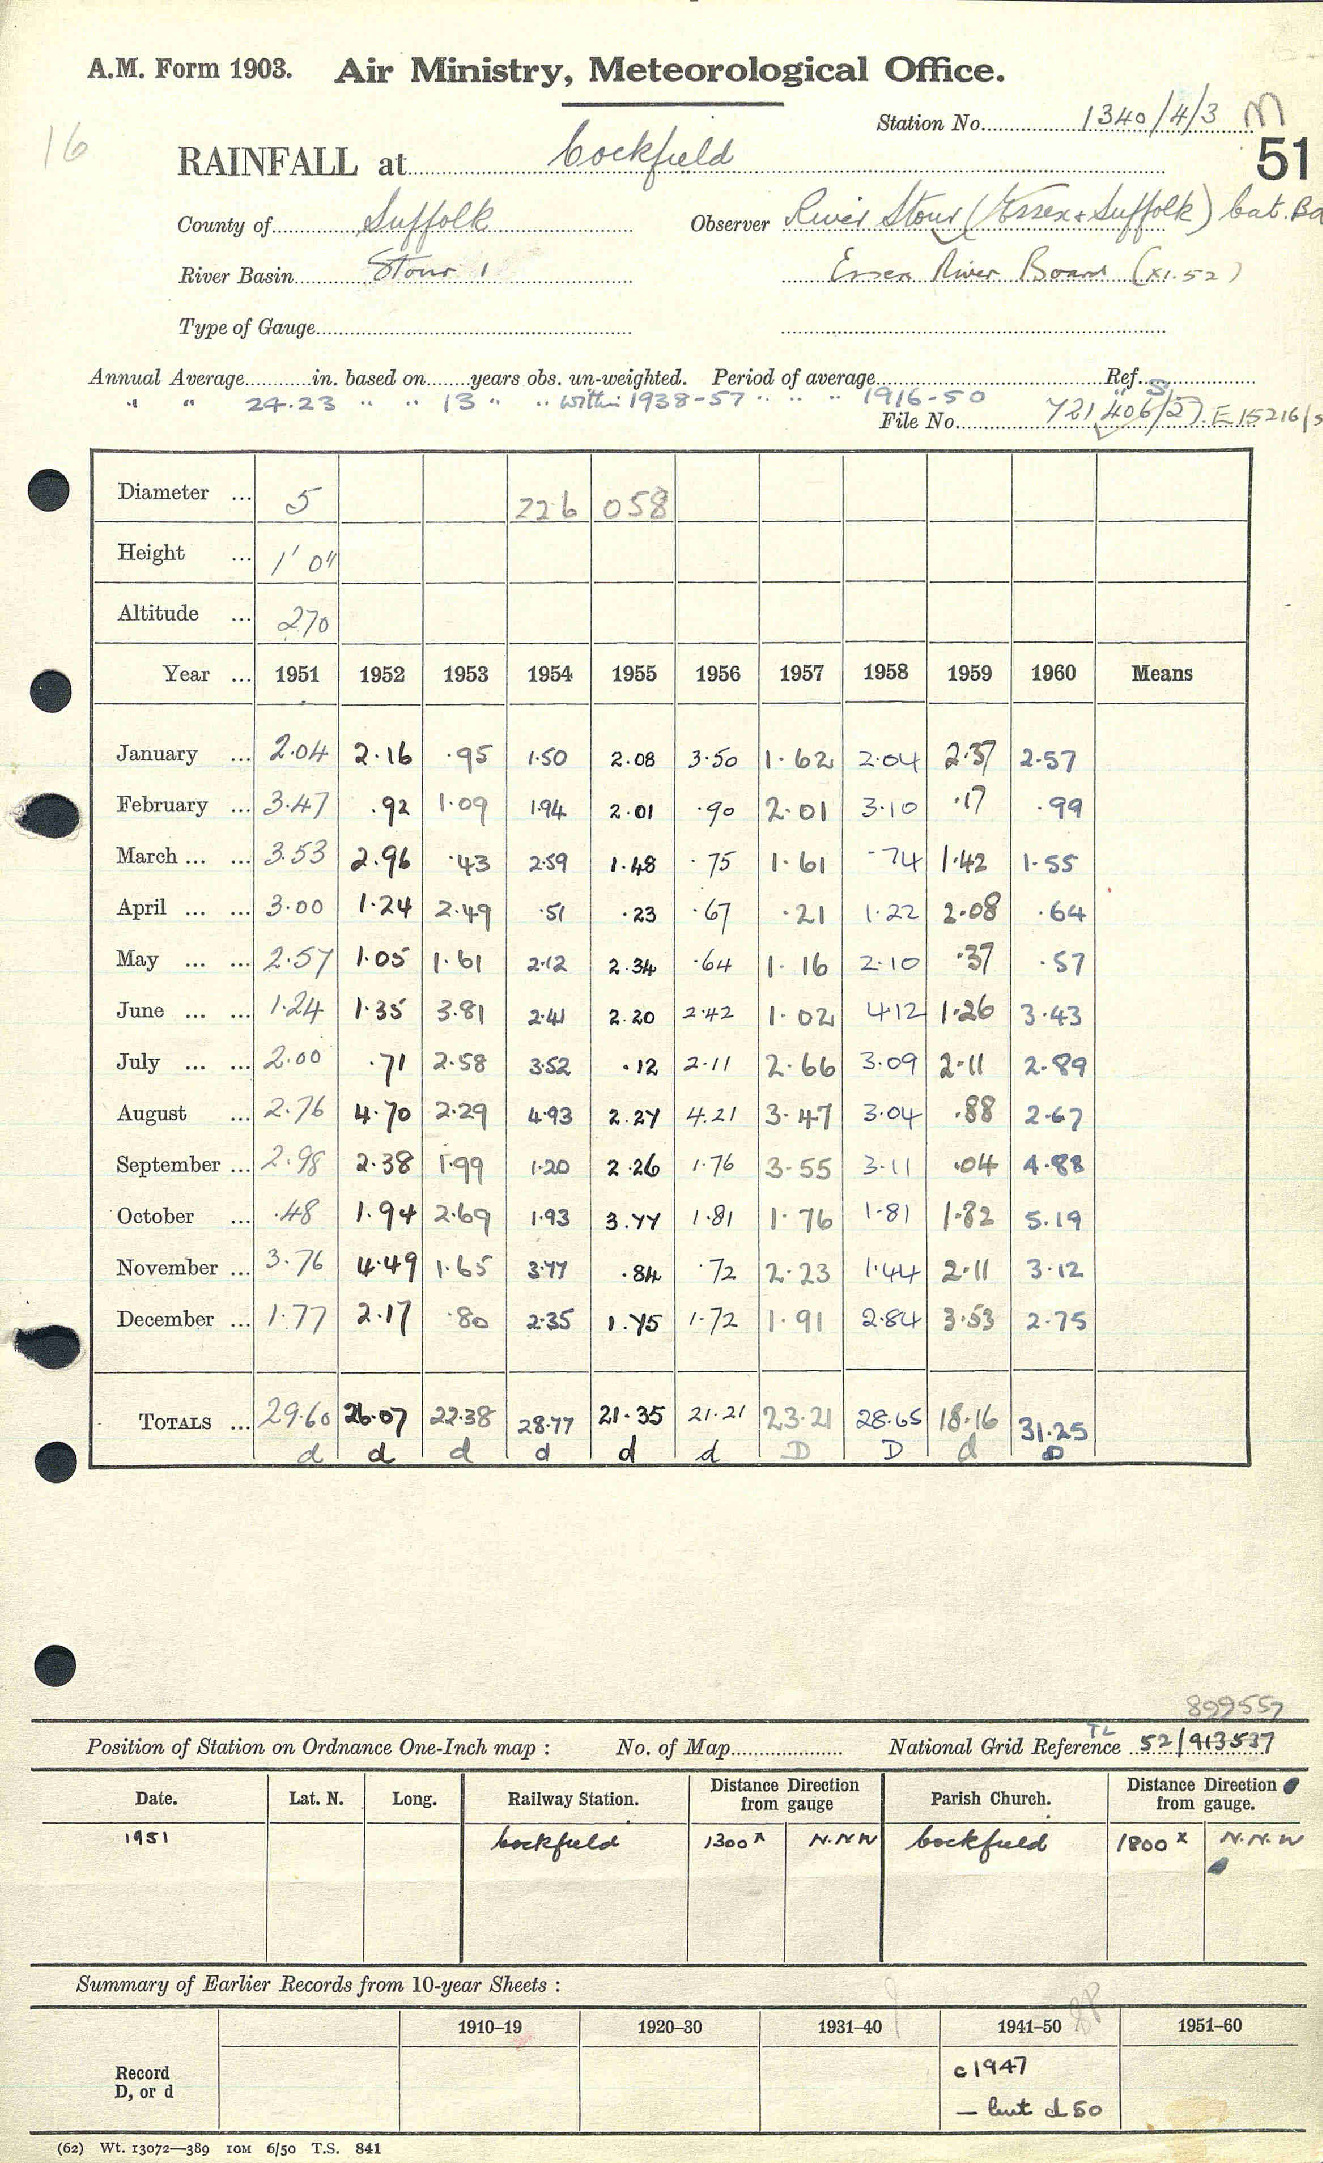 A.M. Form 1903. Air Ministry, Meteorological Office.
Station No. 1340/4/3 M
16
RAINFALL at Cockfield 51
County of Suffolk Observer River Stour (Essex & Suffolk) Cat. Bd
River Basin Stour 1 Essex River Board (XI.52)
Type of Gauge
Annual Average in. based on years obs. un-weighted. Period of average Ref. S
" " 24.23 " " 13 " " within 1938-57 " " " 1916-50
File No. 721406/57. E15216/5
Diameter ... 5 226 058
Height ... 1' 0"
Altitude ... 270
Year ... 1951 1952 1953 1954 1955 1956 1957 1958 1959 1960 Means
January ... 2.04 2.16 .95 1.50 2.08 3.50 1.62 2.04 2.37 2.57
February ... 3.47 .92 1.09 1.94 2.01 .90 2.01 3.10 .17 .99
March ... ... 3.53 2.96 .43 2.59 1.48 .75 1.61 .74 1.42 1.55
April ... ... 3.00 1.24 2.49 .51 .23 .67 .21 1.22 2.08 .64
May ... ... 2.57 1.05 1.61 2.12 2.34 .64 1.16 2.10 .37 .57
June ... ... 1.24 1.35 3.81 2.41 2.20 2.42 1.02 4.12 1.26 3.43
July ... ... 2.00 .71 2.58 3.52 .12 2.11 2.66 3.09 2.11 2.89
August ... 2.76 4.70 2.29 4.93 2.27 4.21 3.47 3.04 .88 2.67
September ... 2.98 2.38 1.99 1.20 2.26 1.76 3.55 3.11 .04 4.88
October ... .48 1.94 2.69 1.93 3.77 1.81 1.76 1.81 1.82 5.19
November ... 3.76 4.49 1.65 3.77 .84 .72 2.23 1.44 2.11 3.12
December ... 1.77 2.17 .80 2.35 1.75 1.72 1.91 2.84 3.53 2.75
TOTALS ... 29.60 26.07 22.38 28.77 21.35 21.21 23.21 28.65 18.16 31.25
d d d d d d D D d D
899557
Position of Station on Ordnance One-Inch map : No. of Map National Grid Reference TL 52/913537
Date. Lat. N. Long. Railway Station. Distance Direction from gauge Parish Church. Distance Direction from gauge.
1951 Cockfield 1300x N.N.W Cockfield 1800x N.N.W
Summary of Earlier Records from 10-year Sheets :
1910–19 1920–30 1931–40 1941–50 1951–60
Record c1947
D, or d — but d 50
(62) Wt. 13072—389 10M 6/50 T.S. 841